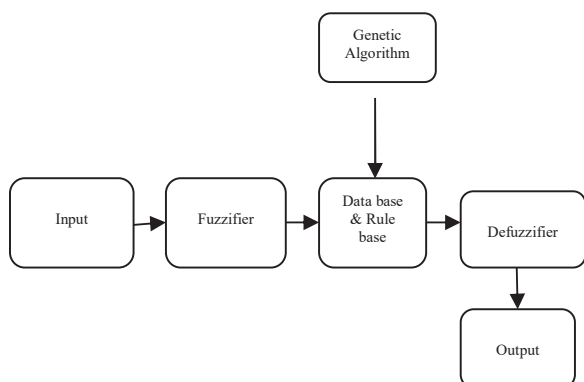 Genetic
Algorithm
Input
Fuzzifier
Data base
& Rule
base
Defuzzifier
Output